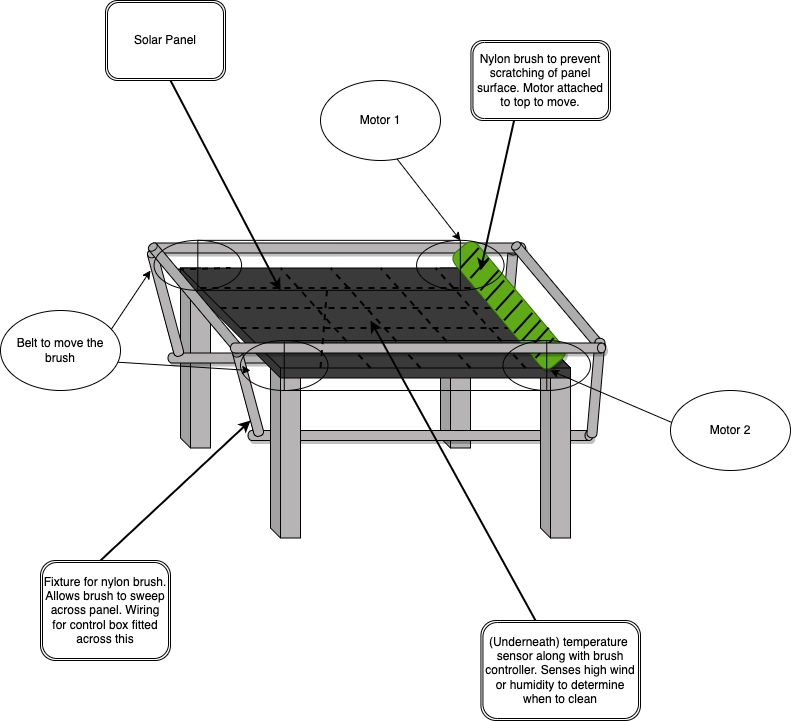 Solar Panel
Nylon brush to prevent
scratching of panel
surface. Motor attached
to top to move.
Motor 1
Belt to move the
brush
Motor 2
Fixture for nylon brush.
Allows brush to sweep
across panel. Wiring
for control box fitted
across this
(Underneath) temperature
sensor along with brush
controller. Senses high wind
or humidity to determine
when to clean